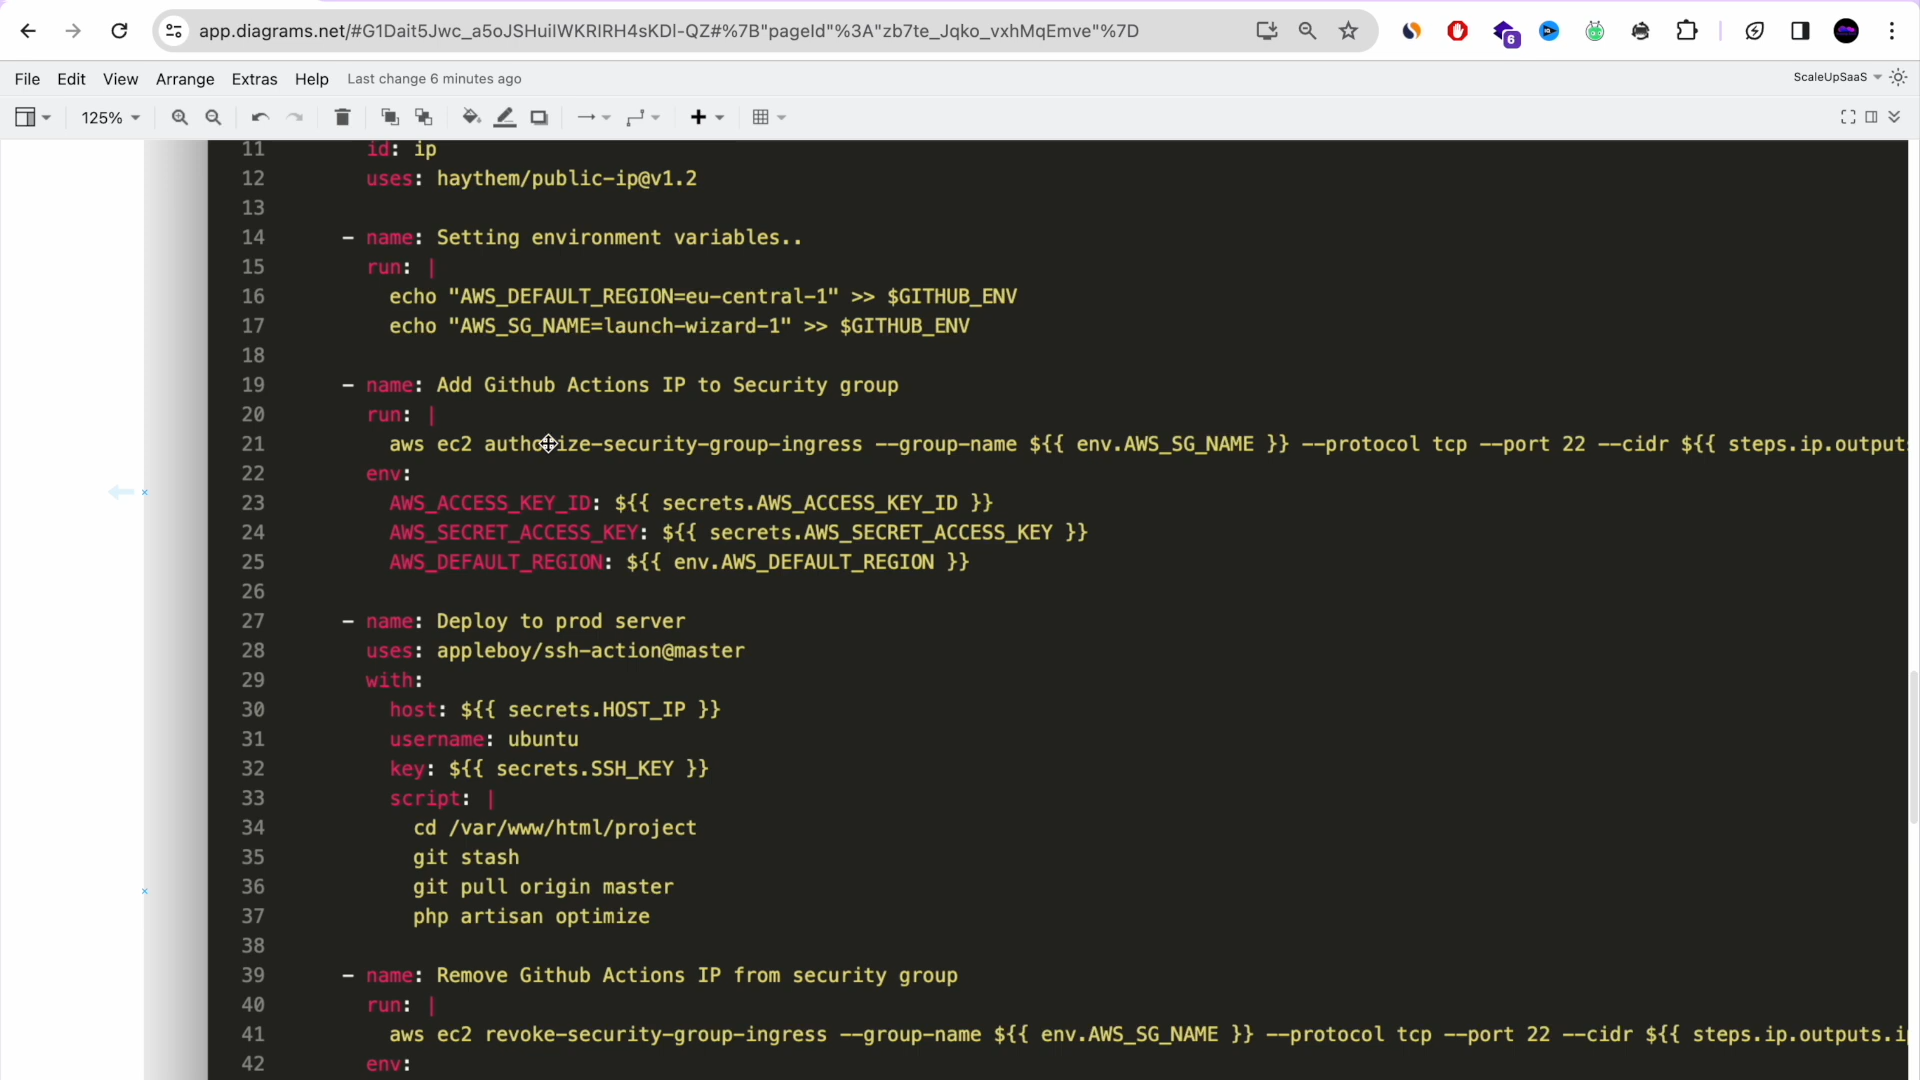 app.diagrams.net/#G1Dait5Jwc_a5oJSHuilWKRlRH4sKDl-QZ#%7B"pageId"%3A"zb7te_Jqko_vxhMqEmve"%7D
6
File Edit View Arrange Extras Help Last change 6 minutes ago
ScaleUpSaaS
125%
11 id: ip
12 uses: haythem/public-ip@v1.2
13
14 - name: Setting environment variables..
15 run: |
16 echo "AWS_DEFAULT_REGION=eu-central-1" >> $GITHUB_ENV
17 echo "AWS_SG_NAME=launch-wizard-1" >> $GITHUB_ENV
18
19 - name: Add Github Actions IP to Security group
20 run: |
21 aws ec2 authorize-security-group-ingress --group-name ${{ env.AWS_SG_NAME }} --protocol tcp --port 22 --cidr ${{ steps.ip.outputs
22 env:
23 AWS_ACCESS_KEY_ID: ${{ secrets.AWS_ACCESS_KEY_ID }}
24 AWS_SECRET_ACCESS_KEY: ${{ secrets.AWS_SECRET_ACCESS_KEY }}
25 AWS_DEFAULT_REGION: ${{ env.AWS_DEFAULT_REGION }}
26
27 - name: Deploy to prod server
28 uses: appleboy/ssh-action@master
29 with:
30 host: ${{ secrets.HOST_IP }}
31 username: ubuntu
32 key: ${{ secrets.SSH_KEY }}
33 script: |
34 cd /var/www/html/project
35 git stash
36 git pull origin master
37 php artisan optimize
38
39 - name: Remove Github Actions IP from security group
40 run: |
41 aws ec2 revoke-security-group-ingress --group-name ${{ env.AWS_SG_NAME }} --protocol tcp --port 22 --cidr ${{ steps.ip.outputs.ip
42 env: